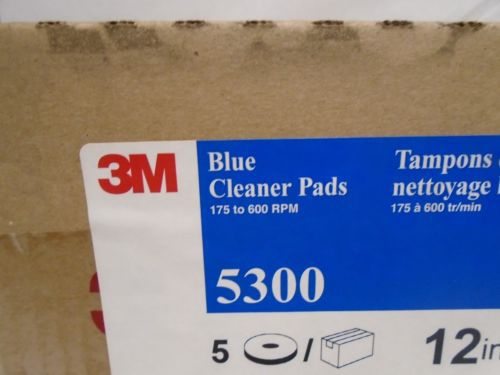 3M
Blue
Cleaner Pads
175 to 600 RPM
Tampons
nettoyage
175 à 600 tr/min
5300
5 /
12in